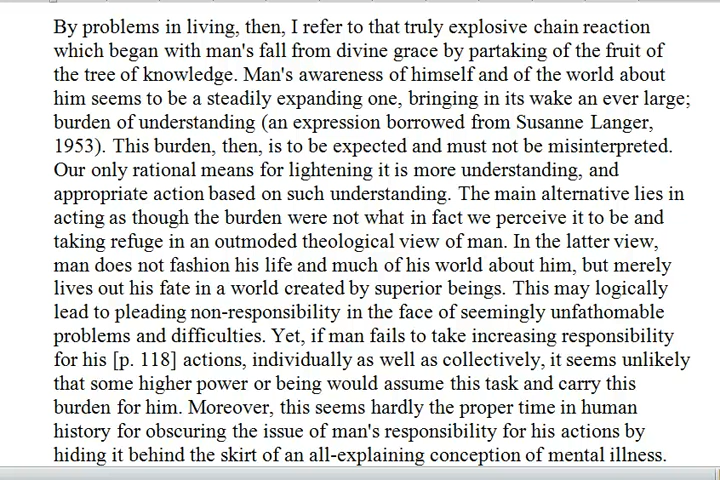 By problems in living, then, I refer to that truly explosive chain reaction
which began with man's fall from divine grace by partaking of the fruit of
the tree of knowledge. Man's awareness of himself and of the world about
him seems to be a steadily expanding one, bringing in its wake an ever large;
burden of understanding (an expression borrowed from Susanne Langer,
1953). This burden, then, is to be expected and must not be misinterpreted.
Our only rational means for lightening it is more understanding, and
appropriate action based on such understanding. The main alternative lies in
acting as though the burden were not what in fact we perceive it to be and
taking refuge in an outmoded theological view of man. In the latter view,
man does not fashion his life and much of his world about him, but merely
lives out his fate in a world created by superior beings. This may logically
lead to pleading non-responsibility in the face of seemingly unfathomable
problems and difficulties. Yet, if man fails to take increasing responsibility
for his [p. 118] actions, individually as well as collectively, it seems unlikely
that some higher power or being would assume this task and carry this
burden for him. Moreover, this seems hardly the proper time in human
history for obscuring the issue of man's responsibility for his actions by
hiding it behind the skirt of an all-explaining conception of mental illness.